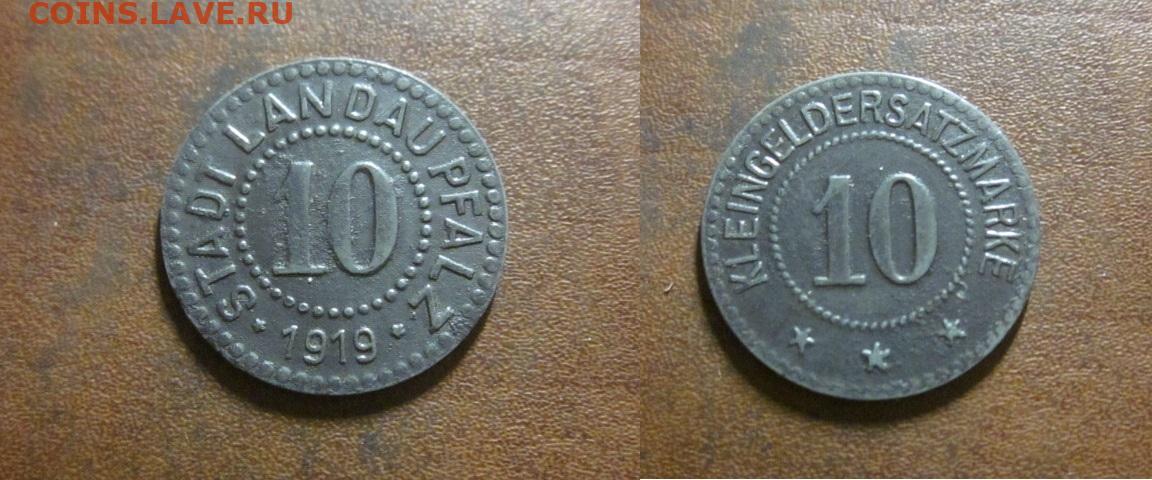 COINS.LAVE.RU
STADT LANDAU PFALZ
10
1919
KLEINGELDERSATZMARKE
10